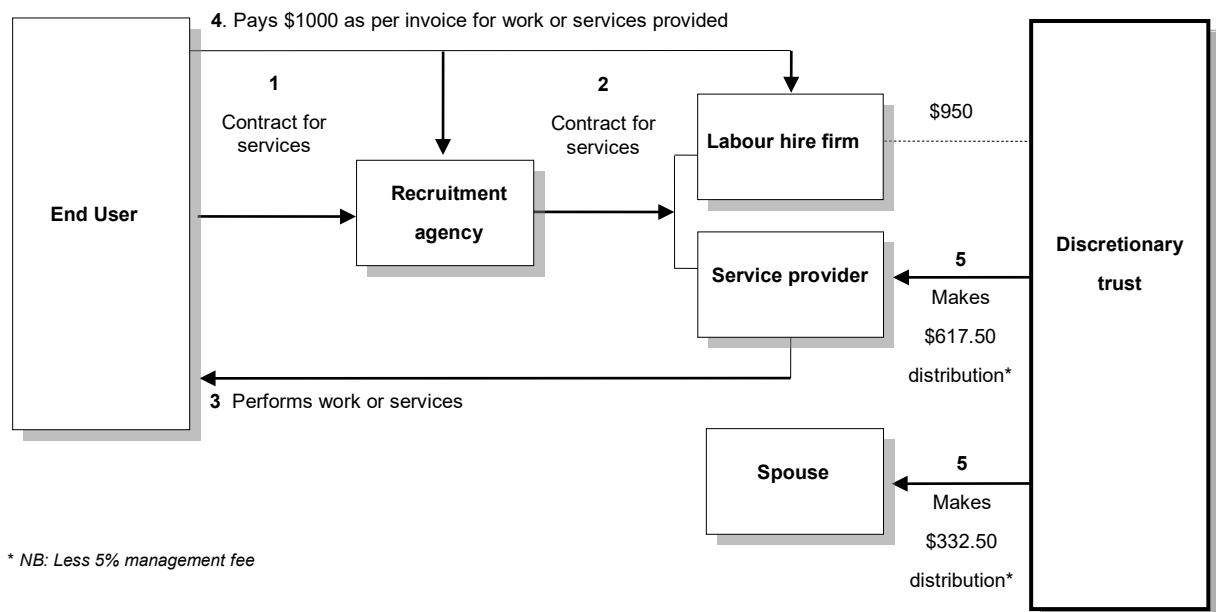 4. Pays $1000 as per invoice for work or services provided
1
Contract for
services
2
Contract for
services
Labour hire firm
$950
End User
Recruitment
agency
Service provider
Discretionary
trust
5
Makes
$617.50
distribution*
3 Performs work or services
Spouse
5
Makes
$332.50
distribution*
* NB: Less 5% management fee